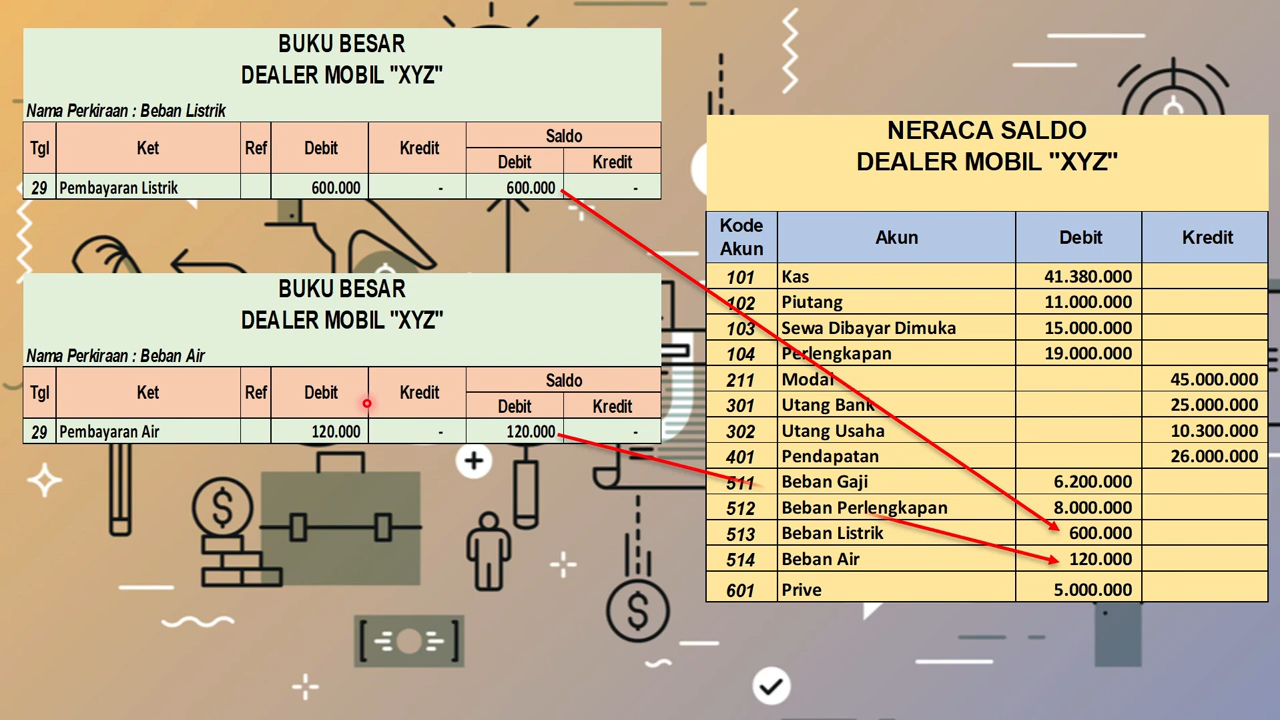 BUKU BESAR
DEALER MOBIL "XYZ"
Nama Perkiraan : Beban Listrik
Tgl Ket Ref Debit Kredit Saldo
Debit Kredit
29 Pembayaran Listrik 600.000 - 600.000 -
BUKU BESAR
DEALER MOBIL "XYZ"
Nama Perkiraan : Beban Air
Tgl Ket Ref Debit Kredit Saldo
Debit Kredit
29 Pembayaran Air 120.000 - 120.000 -
NERACA SALDO
DEALER MOBIL "XYZ"
Kode Akun Akun Debit Kredit
101 Kas 41.380.000
102 Piutang 11.000.000
103 Sewa Dibayar Dimuka 15.000.000
104 Perlengkapan 19.000.000
211 Modal 45.000.000
301 Utang Bank 25.000.000
302 Utang Usaha 10.300.000
401 Pendapatan 26.000.000
511 Beban Gaji 6.200.000
512 Beban Perlengkapan 8.000.000
513 Beban Listrik 600.000
514 Beban Air 120.000
601 Prive 5.000.000